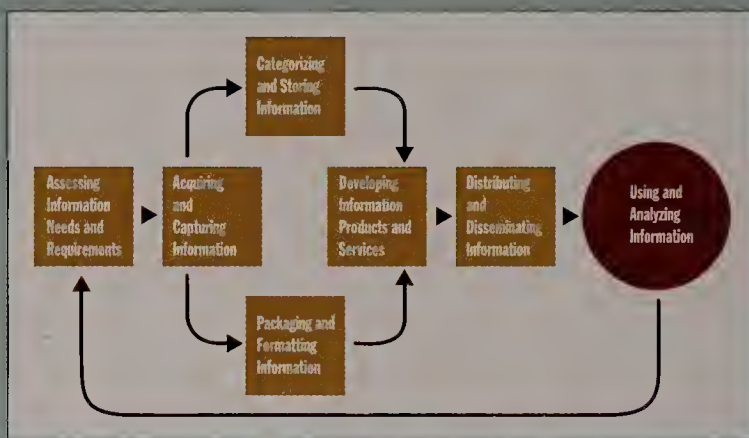 Categorizing
and Storing
Information
Assessing
Information
Needs and
Requirements
Acquiring
and
Capturing
Information
Developing
Information
Products and
Services
Distributing
and
Disseminating
Information
Using and
Analyzing
Information
Packaging and
Formatting
Information